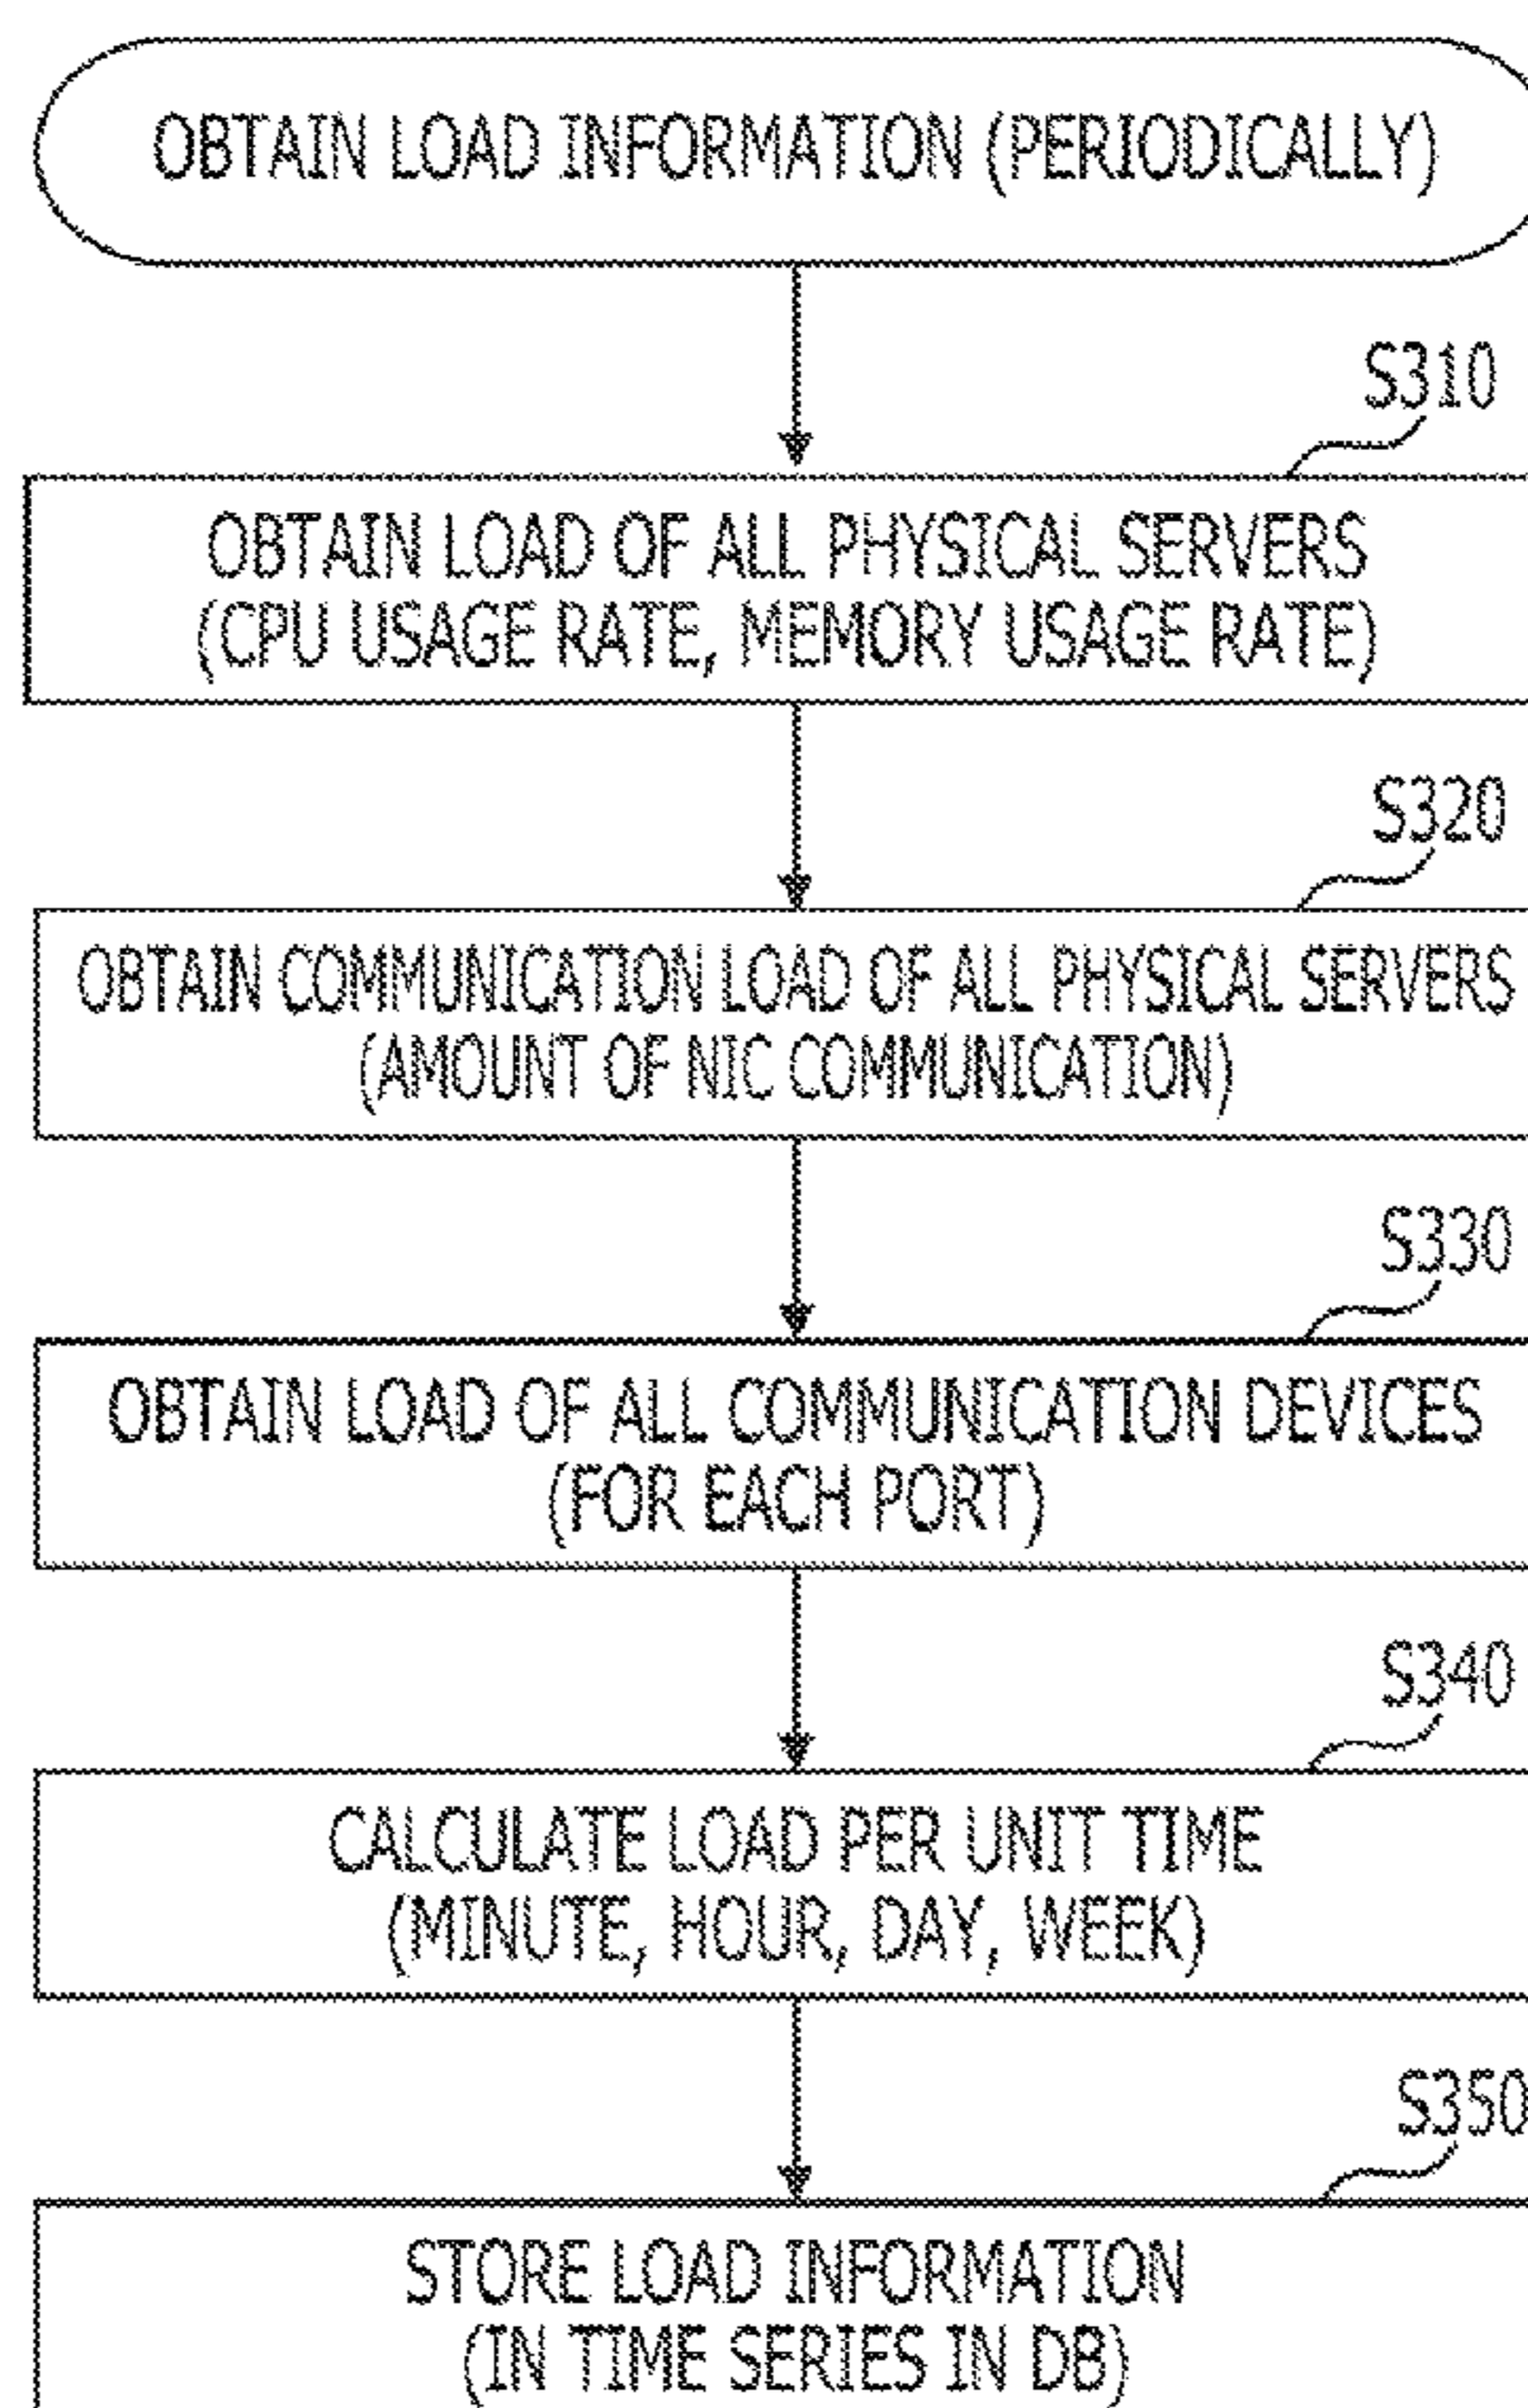 OBTAIN LOAD INFORMATION (PERIODICALLY)
S310
OBTAIN LOAD OF ALL PHYSICAL SERVERS
(CPU USAGE RATE, MEMORY USAGE RATE)
S320
OBTAIN COMMUNICATION LOAD OF ALL PHYSICAL SERVERS
(AMOUNT OF NIC COMMUNICATION)
S330
OBTAIN LOAD OF ALL COMMUNICATION DEVICES
(FOR EACH PORT)
S340
CALCULATE LOAD PER UNIT TIME
(MINUTE, HOUR, DAY, WEEK)
S350
STORE LOAD INFORMATION
(IN TIME SERIES IN DB)